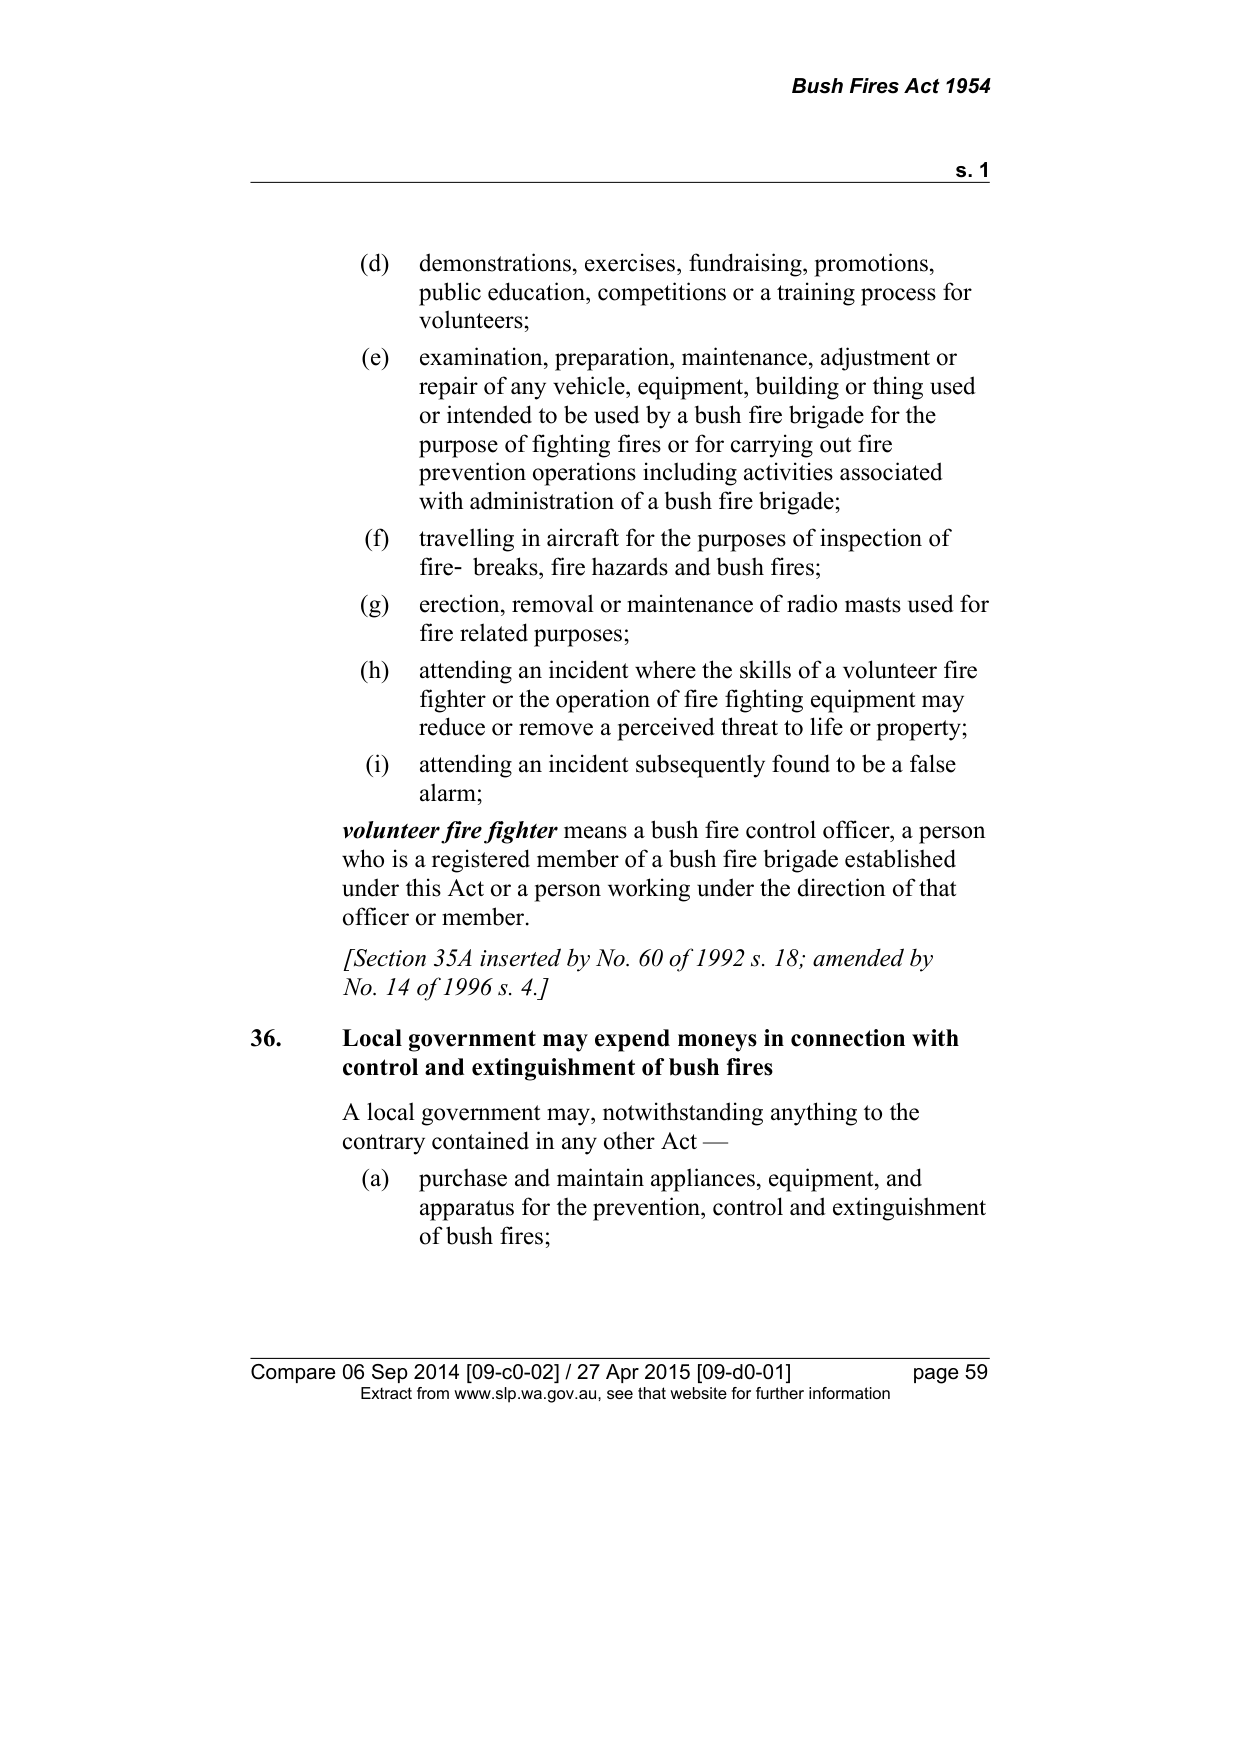 Bush Fires Act 1954
s. 1
(d) demonstrations, exercises, fundraising, promotions,
public education, competitions or a training process for
volunteers;
(e) examination, preparation, maintenance, adjustment or
repair of any vehicle, equipment, building or thing used
or intended to be used by a bush fire brigade for the
purpose of fighting fires or for carrying out fire
prevention operations including activities associated
with administration of a bush fire brigade;
(f) travelling in aircraft for the purposes of inspection of
fire- breaks, fire hazards and bush fires;
(g) erection, removal or maintenance of radio masts used for
fire related purposes;
(h) attending an incident where the skills of a volunteer fire
fighter or the operation of fire fighting equipment may
reduce or remove a perceived threat to life or property;
(i) attending an incident subsequently found to be a false
alarm;
volunteer fire fighter means a bush fire control officer, a person
who is a registered member of a bush fire brigade established
under this Act or a person working under the direction of that
officer or member.
[Section 35A inserted by No. 60 of 1992 s. 18; amended by
No. 14 of 1996 s. 4.]
36. Local government may expend moneys in connection with
control and extinguishment of bush fires
A local government may, notwithstanding anything to the
contrary contained in any other Act —
(a) purchase and maintain appliances, equipment, and
apparatus for the prevention, control and extinguishment
of bush fires;
Compare 06 Sep 2014 [09-c0-02] / 27 Apr 2015 [09-d0-01] page 59
Extract from www.slp.wa.gov.au, see that website for further information